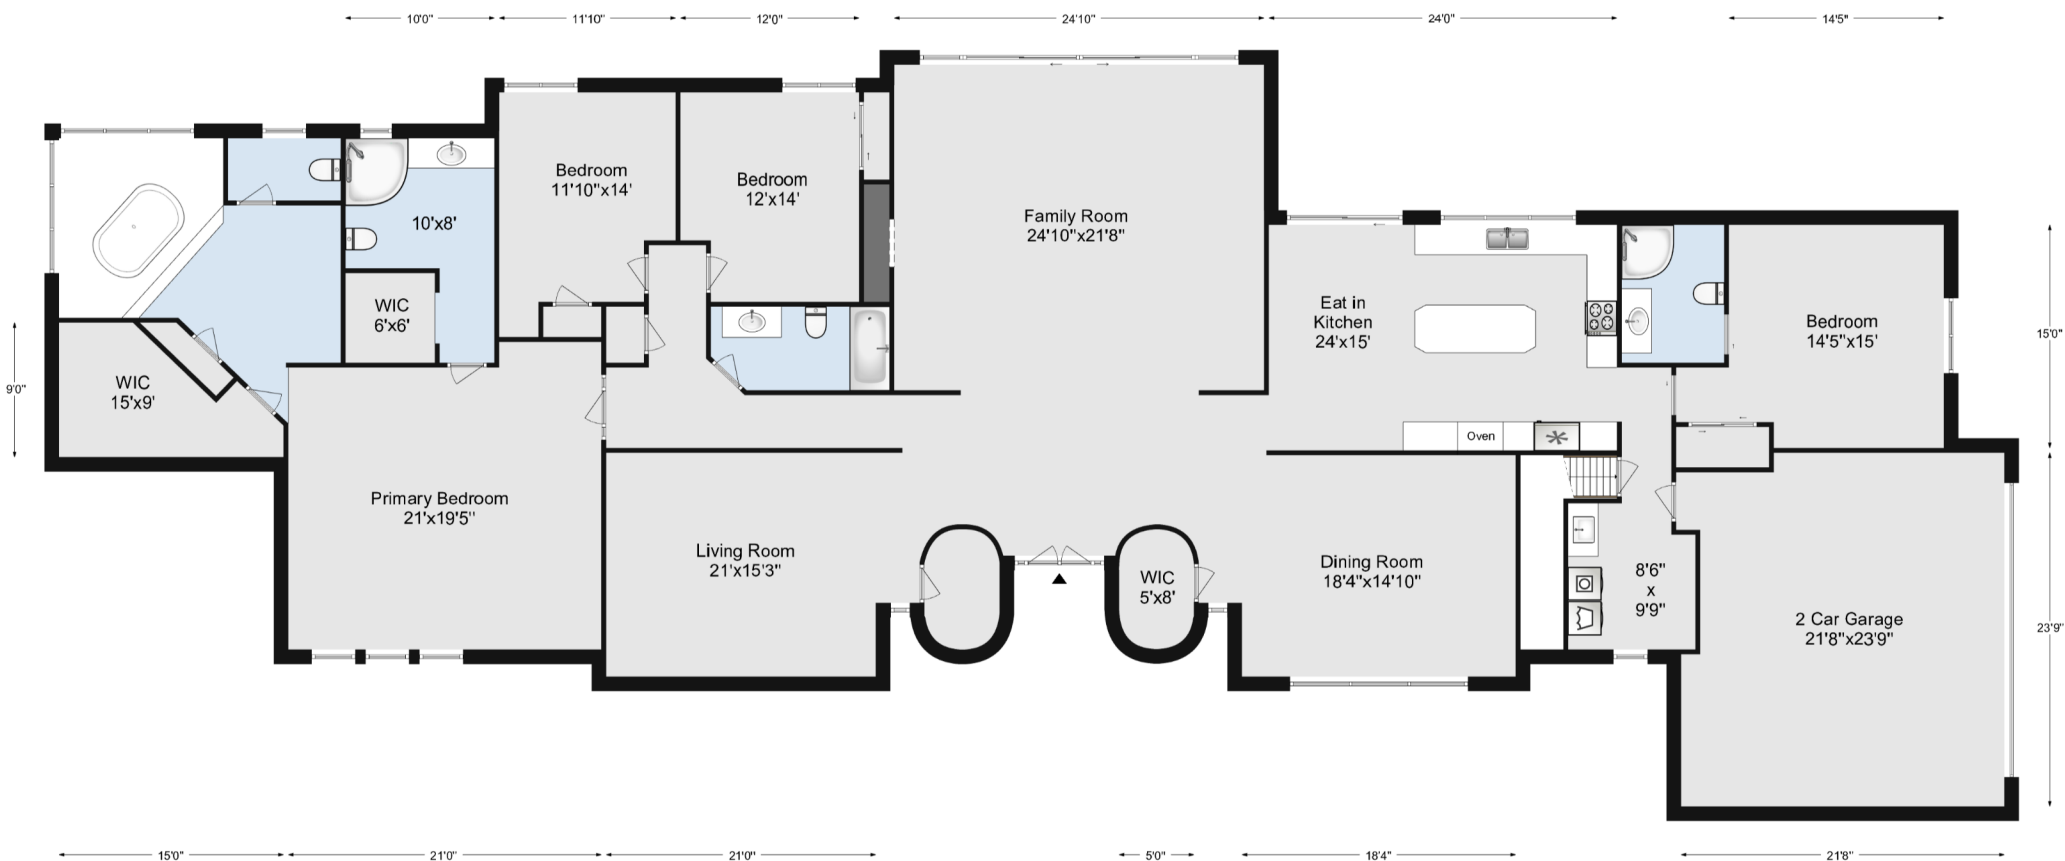 10'0"
11'10"
12'0"
24'10"
24'0"
14'5"
Bedroom
11'10"x14'
Bedroom
12'x14'
10'x8'
Family Room
24'10"x21'8"
WIC
6'x6'
Eat in
Kitchen
24'x15'
Bedroom
14'5"x15'
15'0"
9'0"
WIC
15'x9'
Oven
Primary Bedroom
21'x19'5"
Living Room
21'x15'3"
WIC
5'x8'
Dining Room
18'4"x14'10"
8'6"
x
9'9"
2 Car Garage
21'8"x23'9"
23'9"
15'0"
21'0"
21'0"
5'0"
18'4"
21'8"